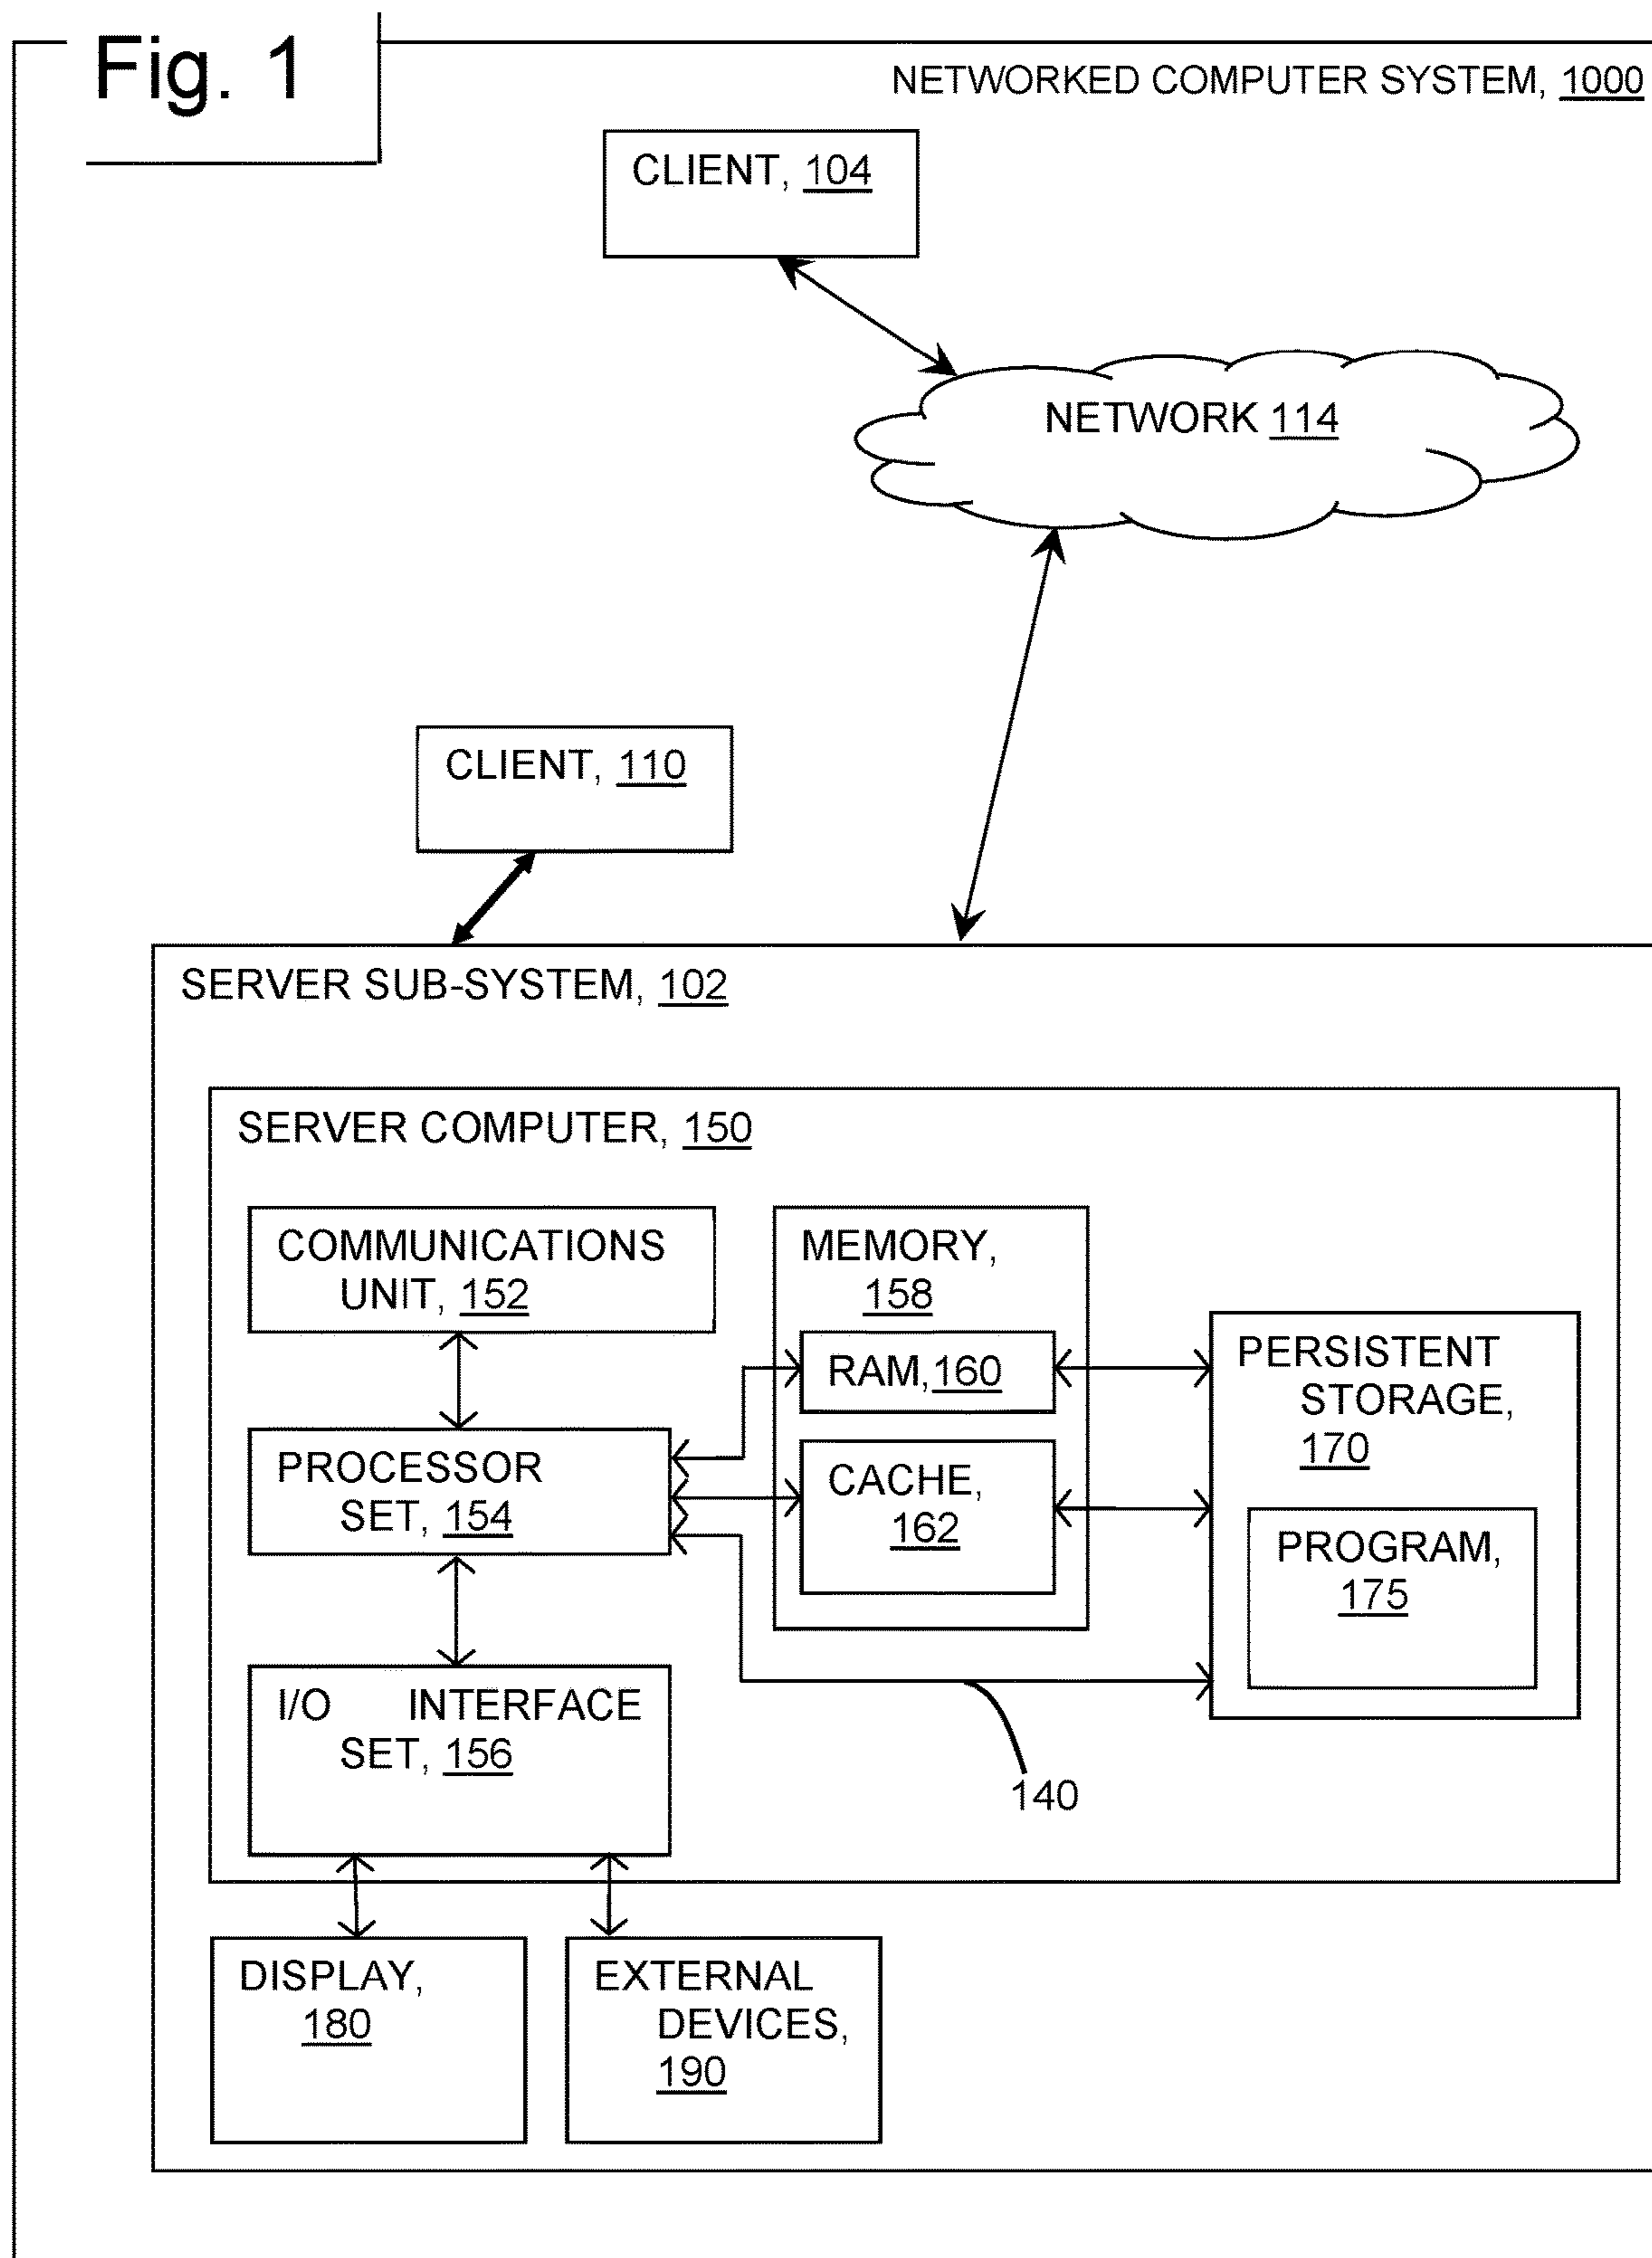 Fig. 1
NETWORKED COMPUTER SYSTEM, 1000
CLIENT, 104
NETWORK 114
CLIENT, 110
SERVER SUB-SYSTEM, 102
SERVER COMPUTER, 150
COMMUNICATIONS
UNIT, 152
MEMORY,
158
RAM, 160
PERSISTENT
STORAGE,
170
PROCESSOR
SET, 154
CACHE,
162
PROGRAM,
175
I/O INTERFACE
SET, 156
140
DISPLAY,
180
EXTERNAL
DEVICES,
190